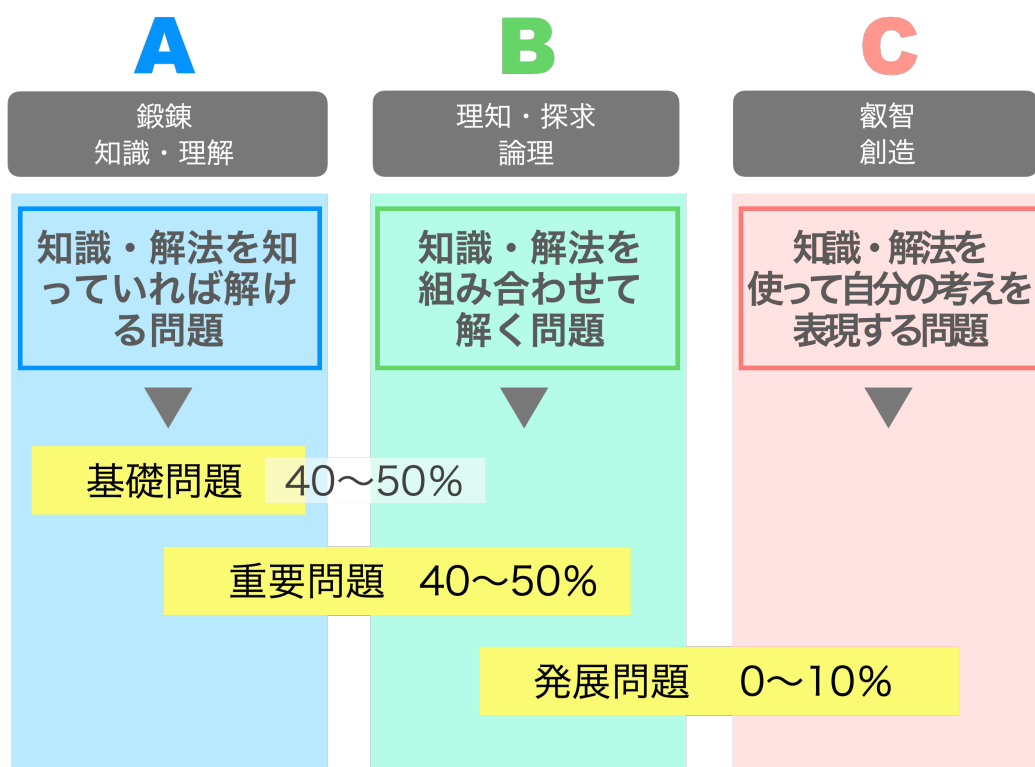 A
鍛錬
知識・理解
知識・解法を知
っていれば解け
る問題
B
理知・探求
論理
知識・解法を
組み合わせて
解く問題
C
叡智
創造
知識・解法を
使って自分の考えを
表現する問題
基礎問題 40〜50%
重要問題 40〜50%
発展問題 0〜10%